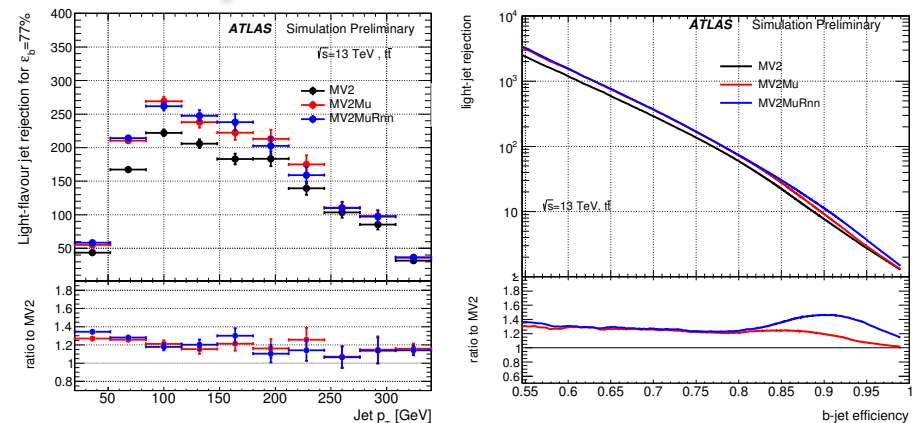 ATLAS Simulation Preliminary
√s=13 TeV , tt̄
MV2
MV2Mu
MV2MuRnn
Light-flavour jet rejection for ε_b=77%
400
350
300
250
200
150
100
50
ratio to MV2
1.8
1.6
1.4
1.2
1
0.8
50 100 150 200 250 300
Jet p_T [GeV]
ATLAS Simulation Preliminary
MV2
MV2Mu
MV2MuRnn
√s=13 TeV, tt̄
light-jet rejection
10^4
10^3
10^2
10
1
ratio to MV2
1.8
1.6
1.4
1.2
1
0.8
0.6
0.55 0.6 0.65 0.7 0.75 0.8 0.85 0.9 0.95 1
b-jet efficiency